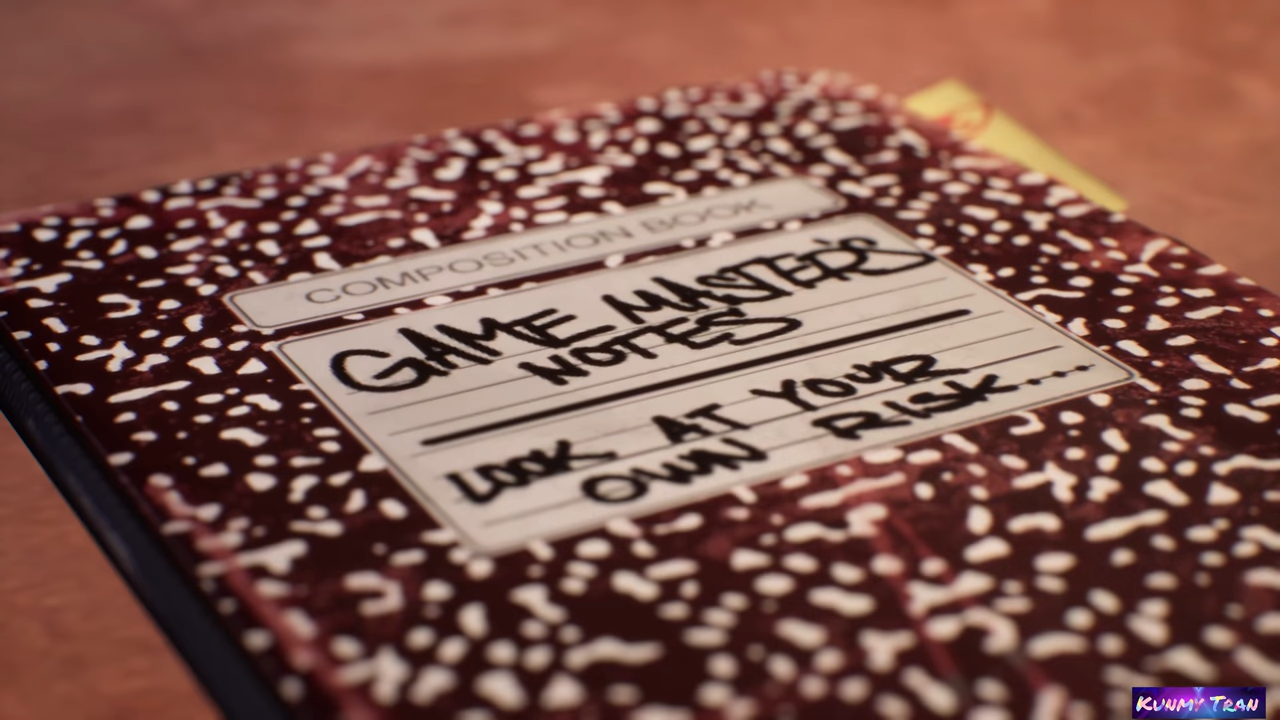 COMPOSITION BOOK
GAME MASTER'S
NOTES
LOOK AT YOUR
OWN RISK....
KUNMY TRAN